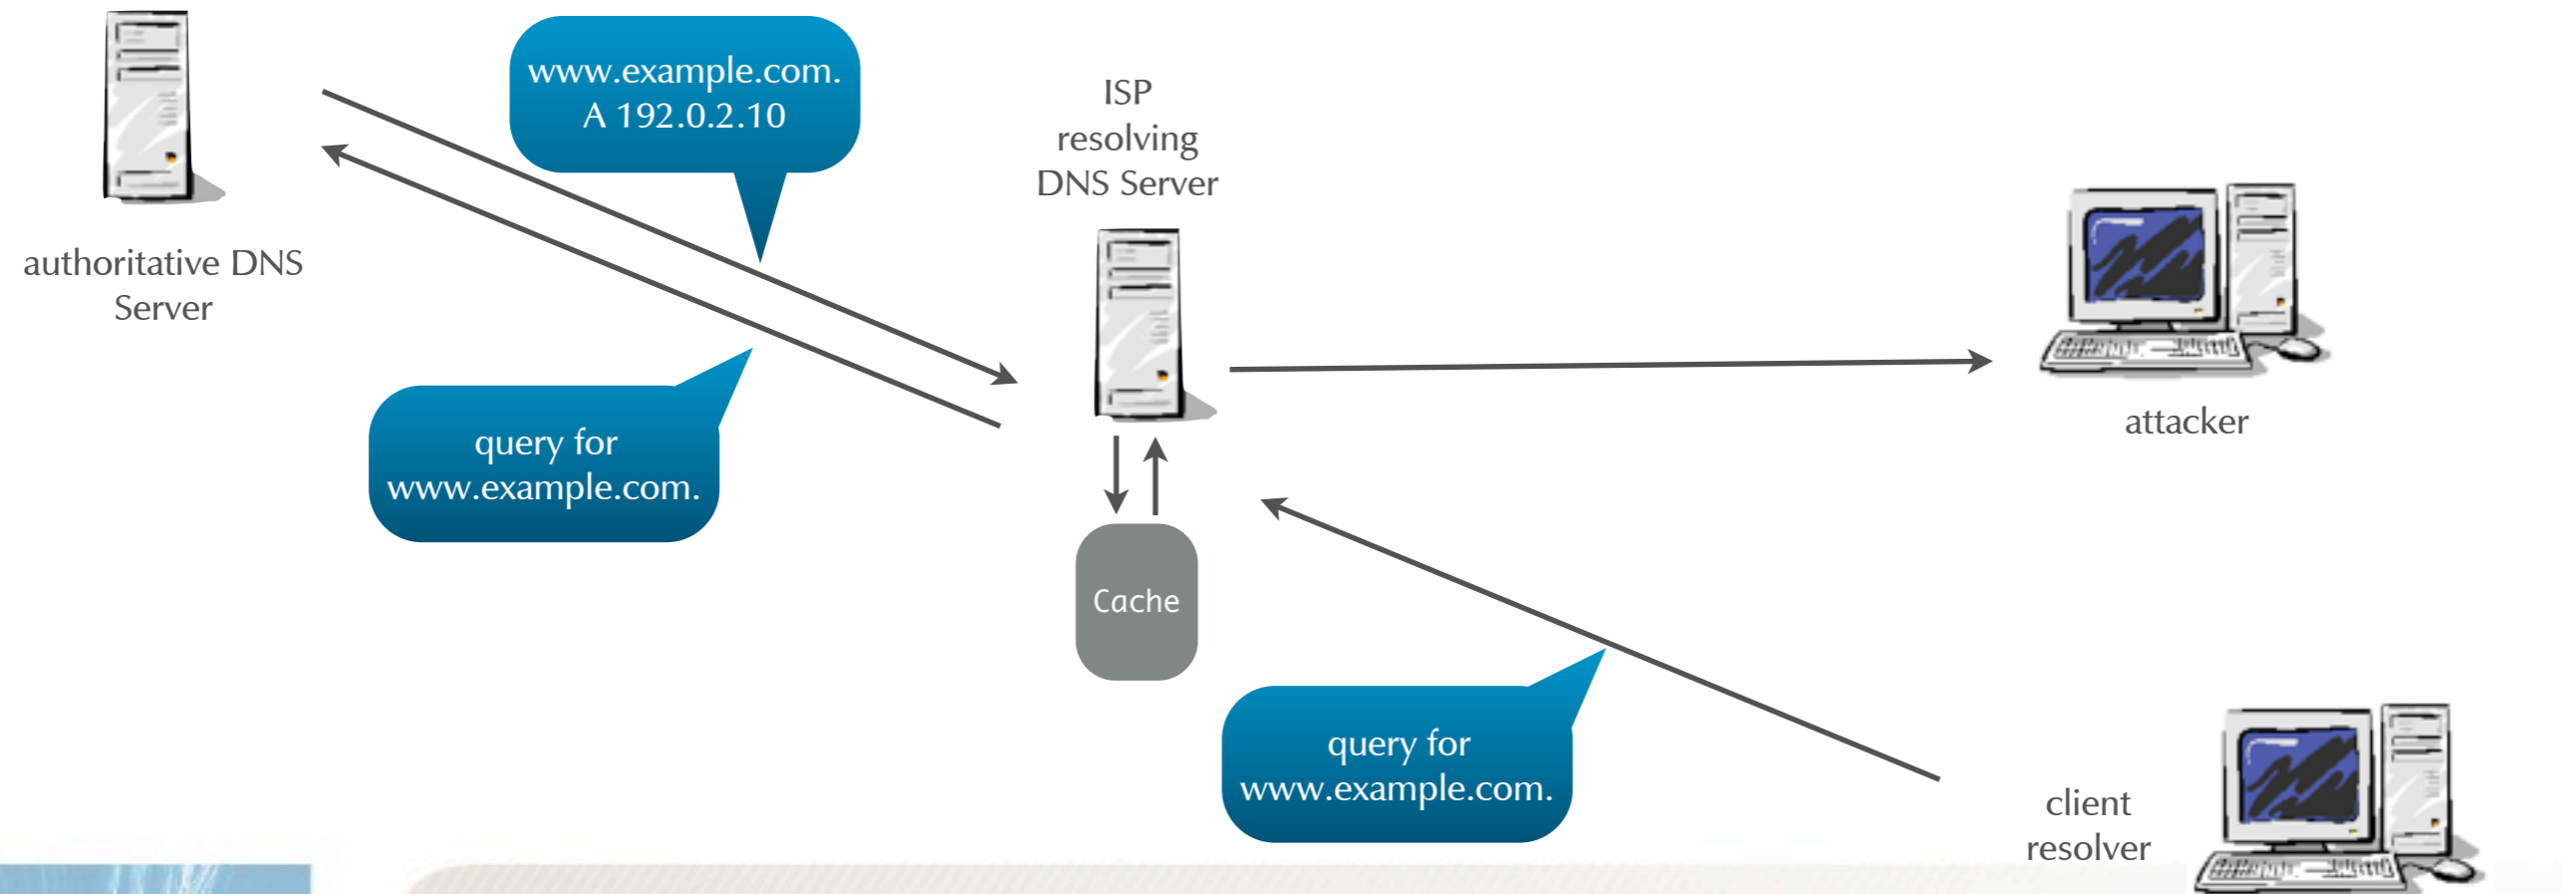 www.example.com.
A 192.0.2.10
ISP
resolving
DNS Server
authoritative DNS
Server
query for
www.example.com.
attacker
Cache
query for
www.example.com.
client
resolver